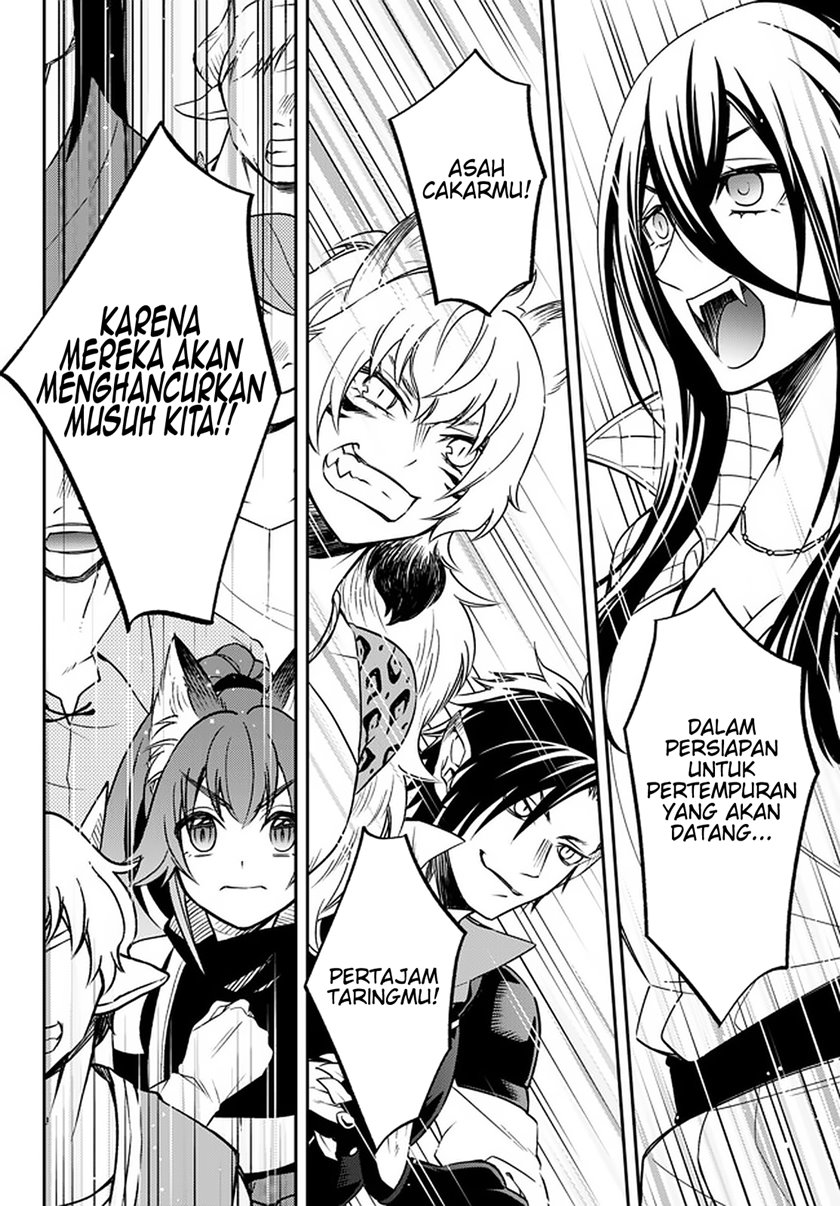 DALAM
PERSIAPAN
UNTUK
PERTEMPURAN
YANG AKAN
DATANG...
ASAH
CAKARMU!
PERTAJAM
TARINGMU!
KARENA
MEREKA AKAN
MENGHANCURKAN
MUSUH KITA!!